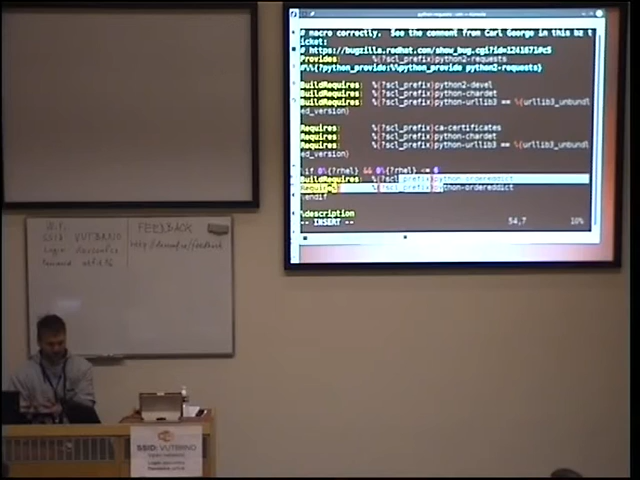 # macro correctly. See the comment from Carl George in this bz t
icket:
# https://bugzilla.redhat.com/show_bug.cgi?id=1241671#c5
Provides: %{?scl_prefix}python2-requests
#%%{?python_provide:%%python_provide python2-requests}
BuildRequires: %{?scl_prefix}python2-devel
BuildRequires: %{?scl_prefix}python-chardet
BuildRequires: %{?scl_prefix}python-urllib3 == %{urllib3_unbundl
ed_version}
Requires: %{?scl_prefix}ca-certificates
Requires: %{?scl_prefix}python-chardet
Requires: %{?scl_prefix}python-urllib3 == %{urllib3_unbundl
ed_version}
%if 0%{?rhel} && 0%{?rhel} <= 6
BuildRequires: %{?scl_prefix}python-ordereddict
Requires: %{?scl_prefix}python-ordereddict
%endif
%description
-- INSERT -- 54,7 10%
Wifi
SSID VUTBRNO
FEEDBACK
SSID: VUTBRNO